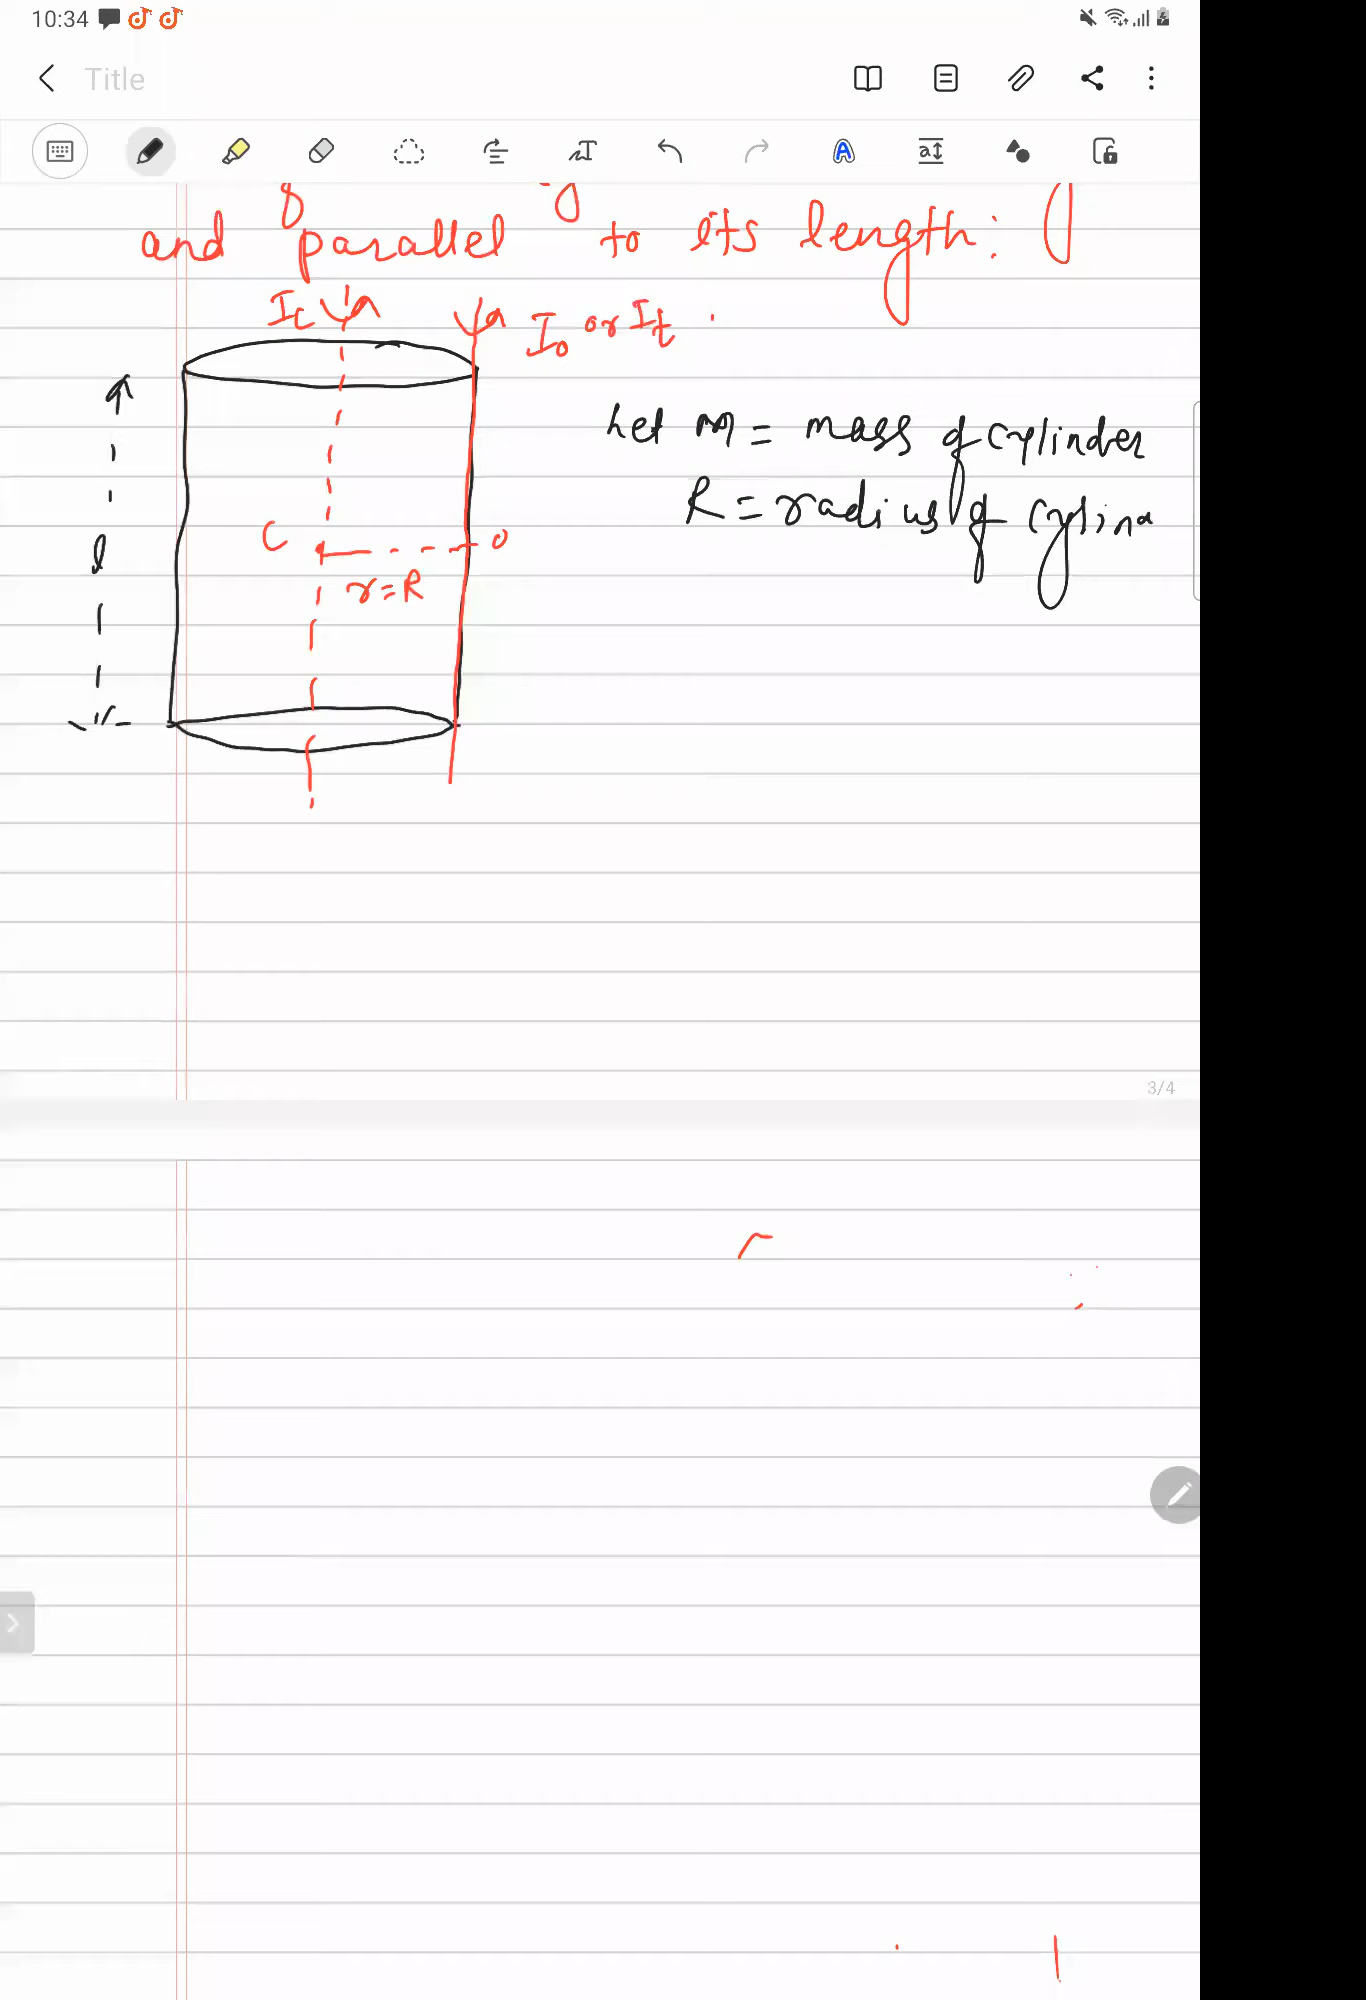 10:34
Title
and parallel to its length:
Ic
Io or It
Let M = mass of cylinder
R = radius of cylin
C
o
l
r=R
3/4